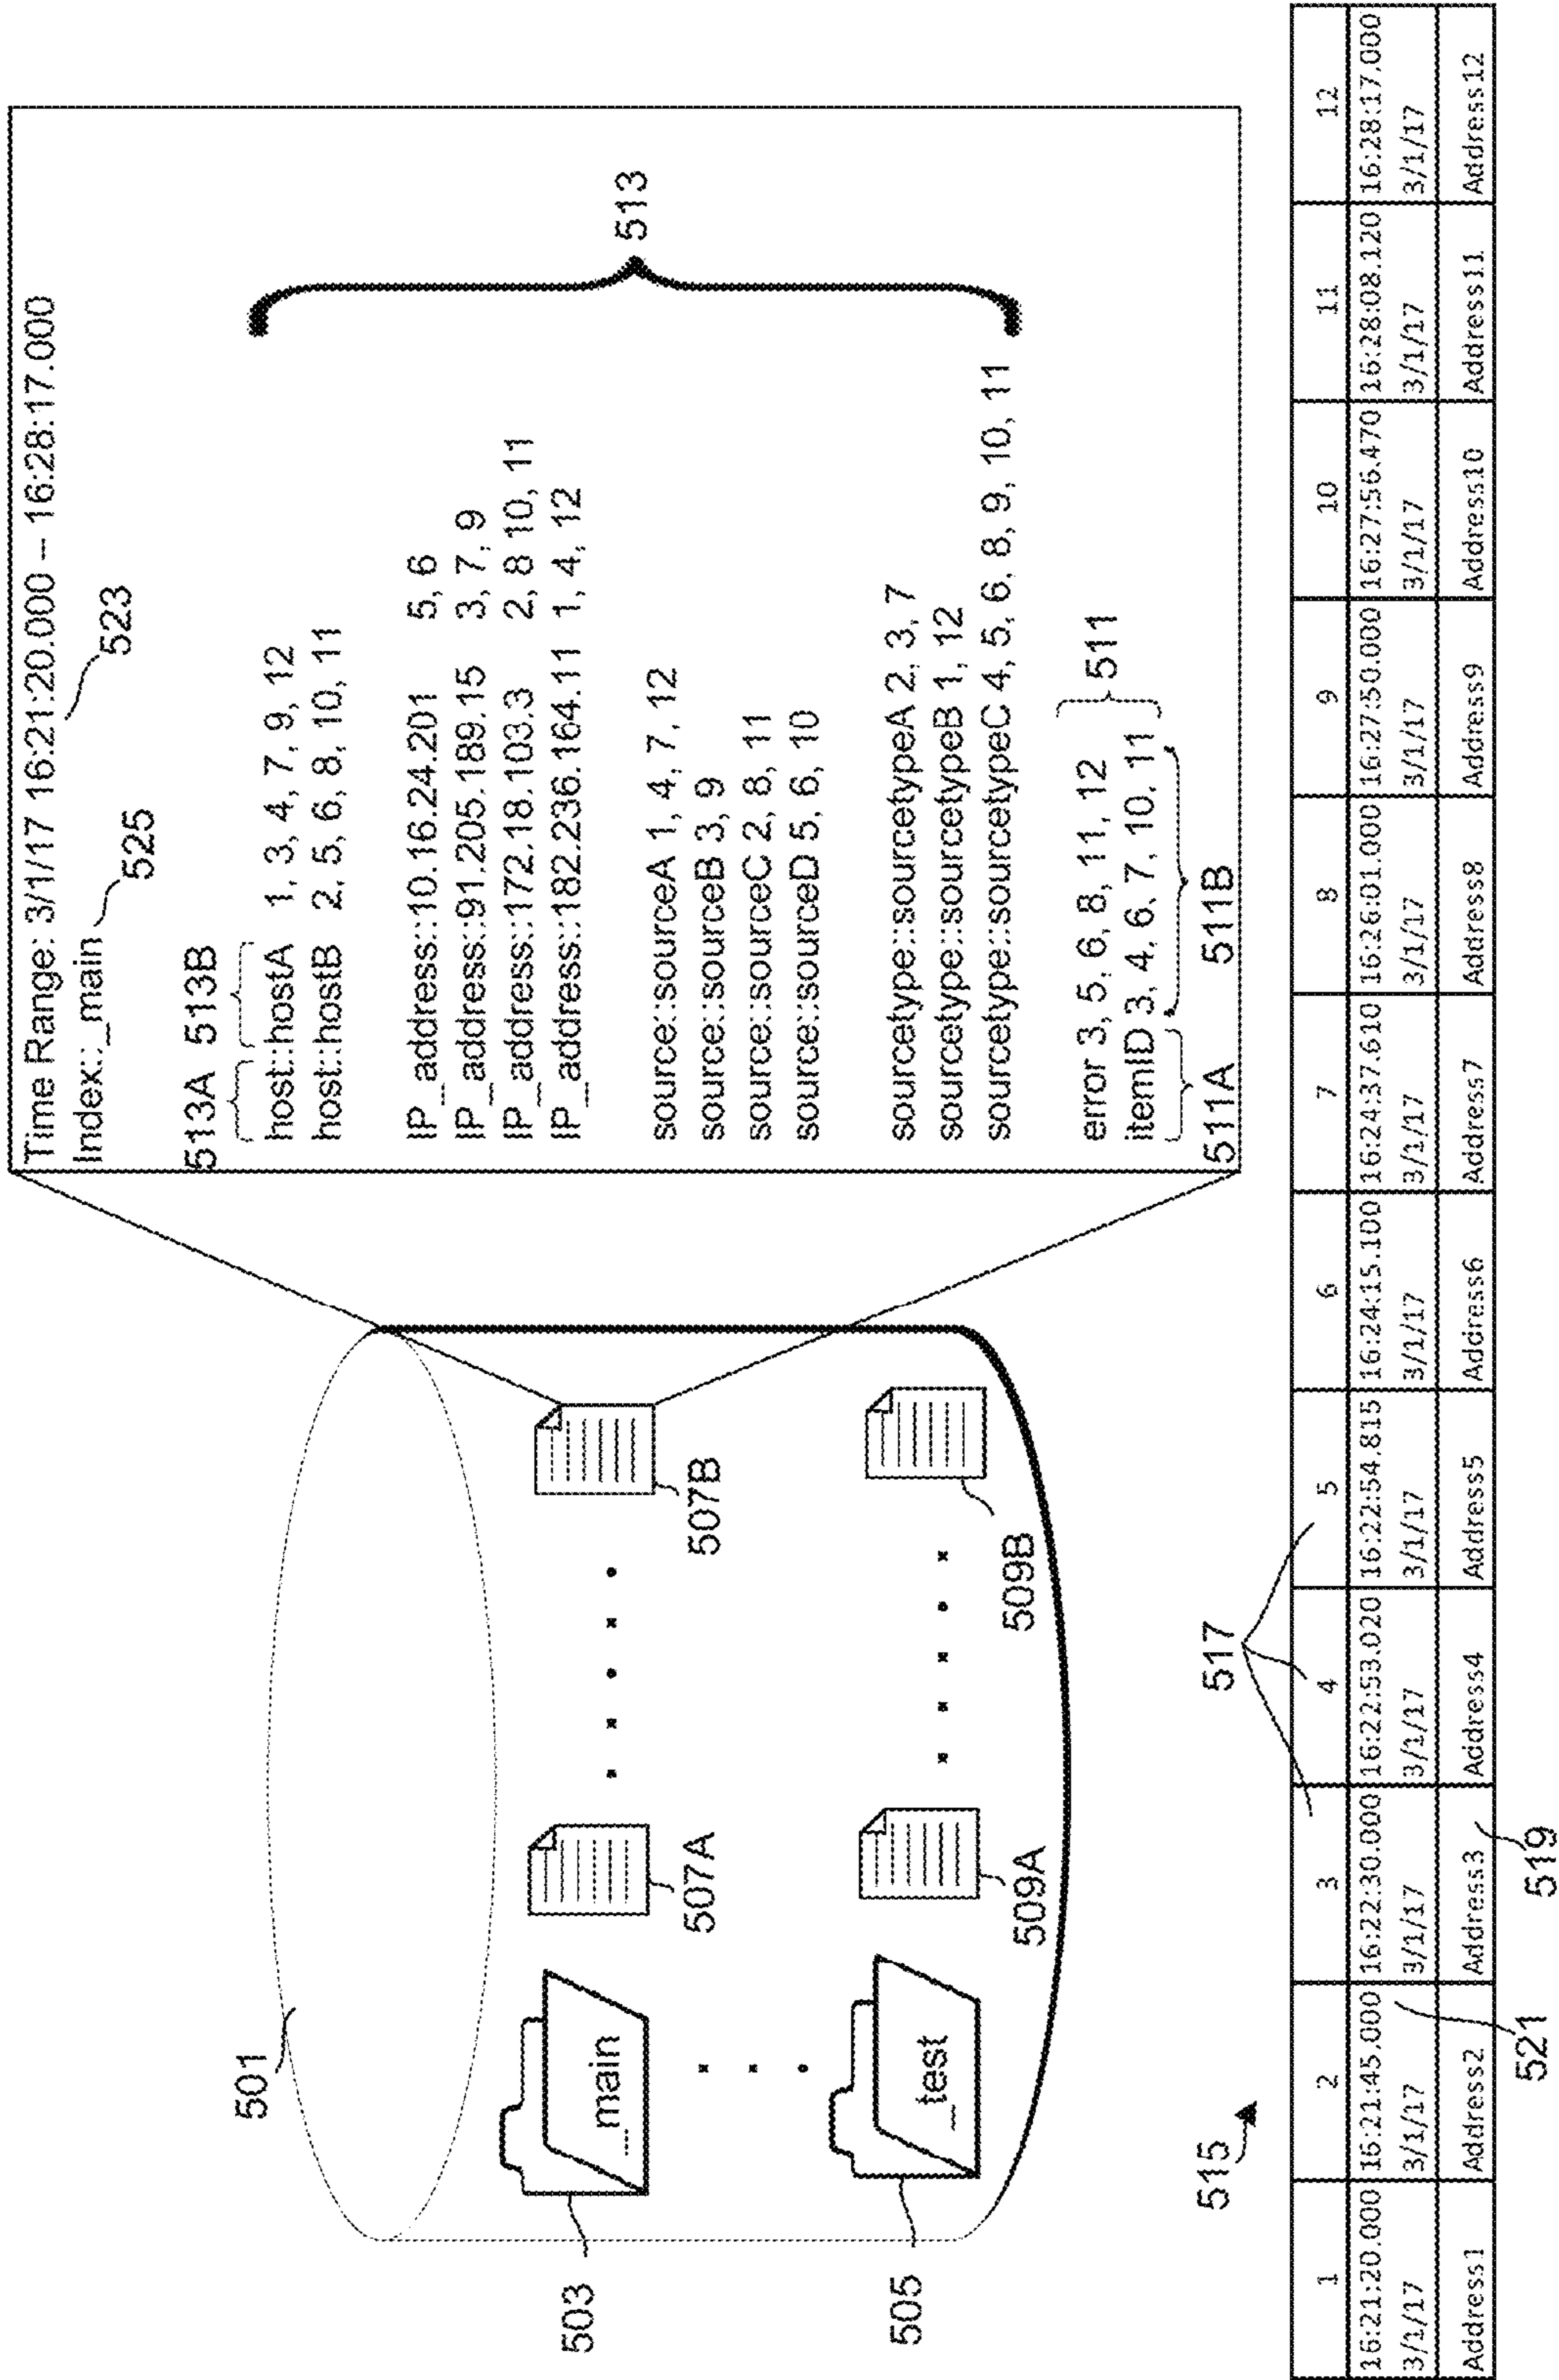 Time Range: 3/1/17 16:21:20.000 – 16:28:17.000
523
Index::_main
525
513A 513B
host::hostA 1, 3, 4, 7, 9, 12
host::hostB 2, 5, 6, 8, 10, 11
IP_address::10.16.24.201 5, 6
IP_address::91.205.189.15 3, 7, 9
IP_address::172.18.103.3 2, 8 10, 11
IP_address::182.236.164.11 1, 4, 12
513
source::sourceA 1, 4, 7, 12
source::sourceB 3, 9
source::sourceC 2, 8, 11
source::sourceD 5, 6, 10
sourcetype::sourcetypeA 2, 3, 7
sourcetype::sourcetypeB 1, 12
sourcetype::sourcetypeC 4, 5, 6, 8, 9, 10, 11
error 3, 5, 6, 8, 11, 12
itemID 3, 4, 6, 7, 10, 11
511
511A 511B
501
503
_main
507A
507B
505
_test
509A
509B
515
517
1 2 3 4 5 6 7 8 9 10 11 12
16:21:20.000 16:21:45.000 16:22:30.000 16:22:53.020 16:22:54.815 16:24:15.100 16:24:37.610 16:26:01.000 16:27:50.000 16:27:56.470 16:28:08.120 16:28:17.000
3/1/17 3/1/17 3/1/17 3/1/17 3/1/17 3/1/17 3/1/17 3/1/17 3/1/17 3/1/17 3/1/17 3/1/17
Address1 Address2 Address3 Address4 Address5 Address6 Address7 Address8 Address9 Address10 Address11 Address12
521
519